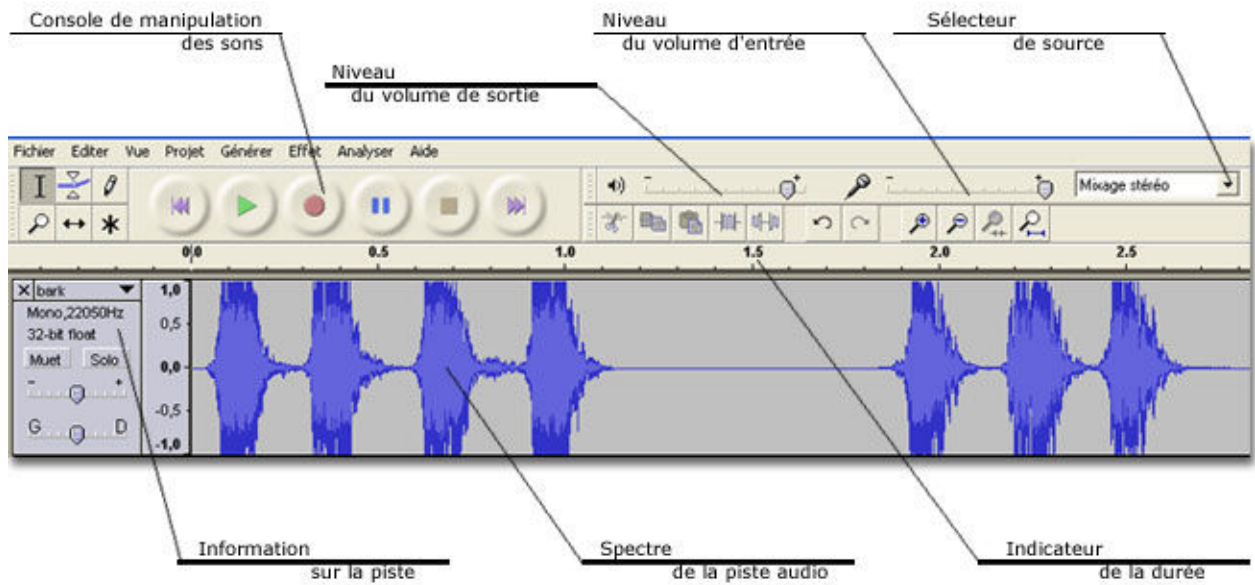 Console de manipulation
des sons
Niveau
du volume d'entrée
Sélecteur
de source
Niveau
du volume de sortie
Fichier Editer Vue Projet Générer Effet Analyser Aide
Mixage stéréo
0,0 0.5 1.0 1.5 2.0 2.5
bark
Mono,22050Hz
32-bit float
Muet Solo
- +
G D
1,0
0,5
0,0
-0,5
-1,0
Information
sur la piste
Spectre
de la piste audio
Indicateur
de la durée